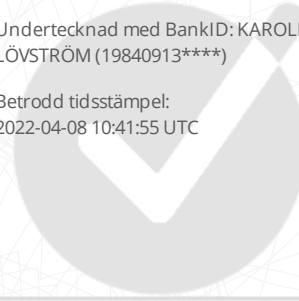 Undertecknad med BankID: KAROLI
LÖVSTRÖM (19840913****)
Betrodd tidsstämpel:
2022-04-08 10:41:55 UTC